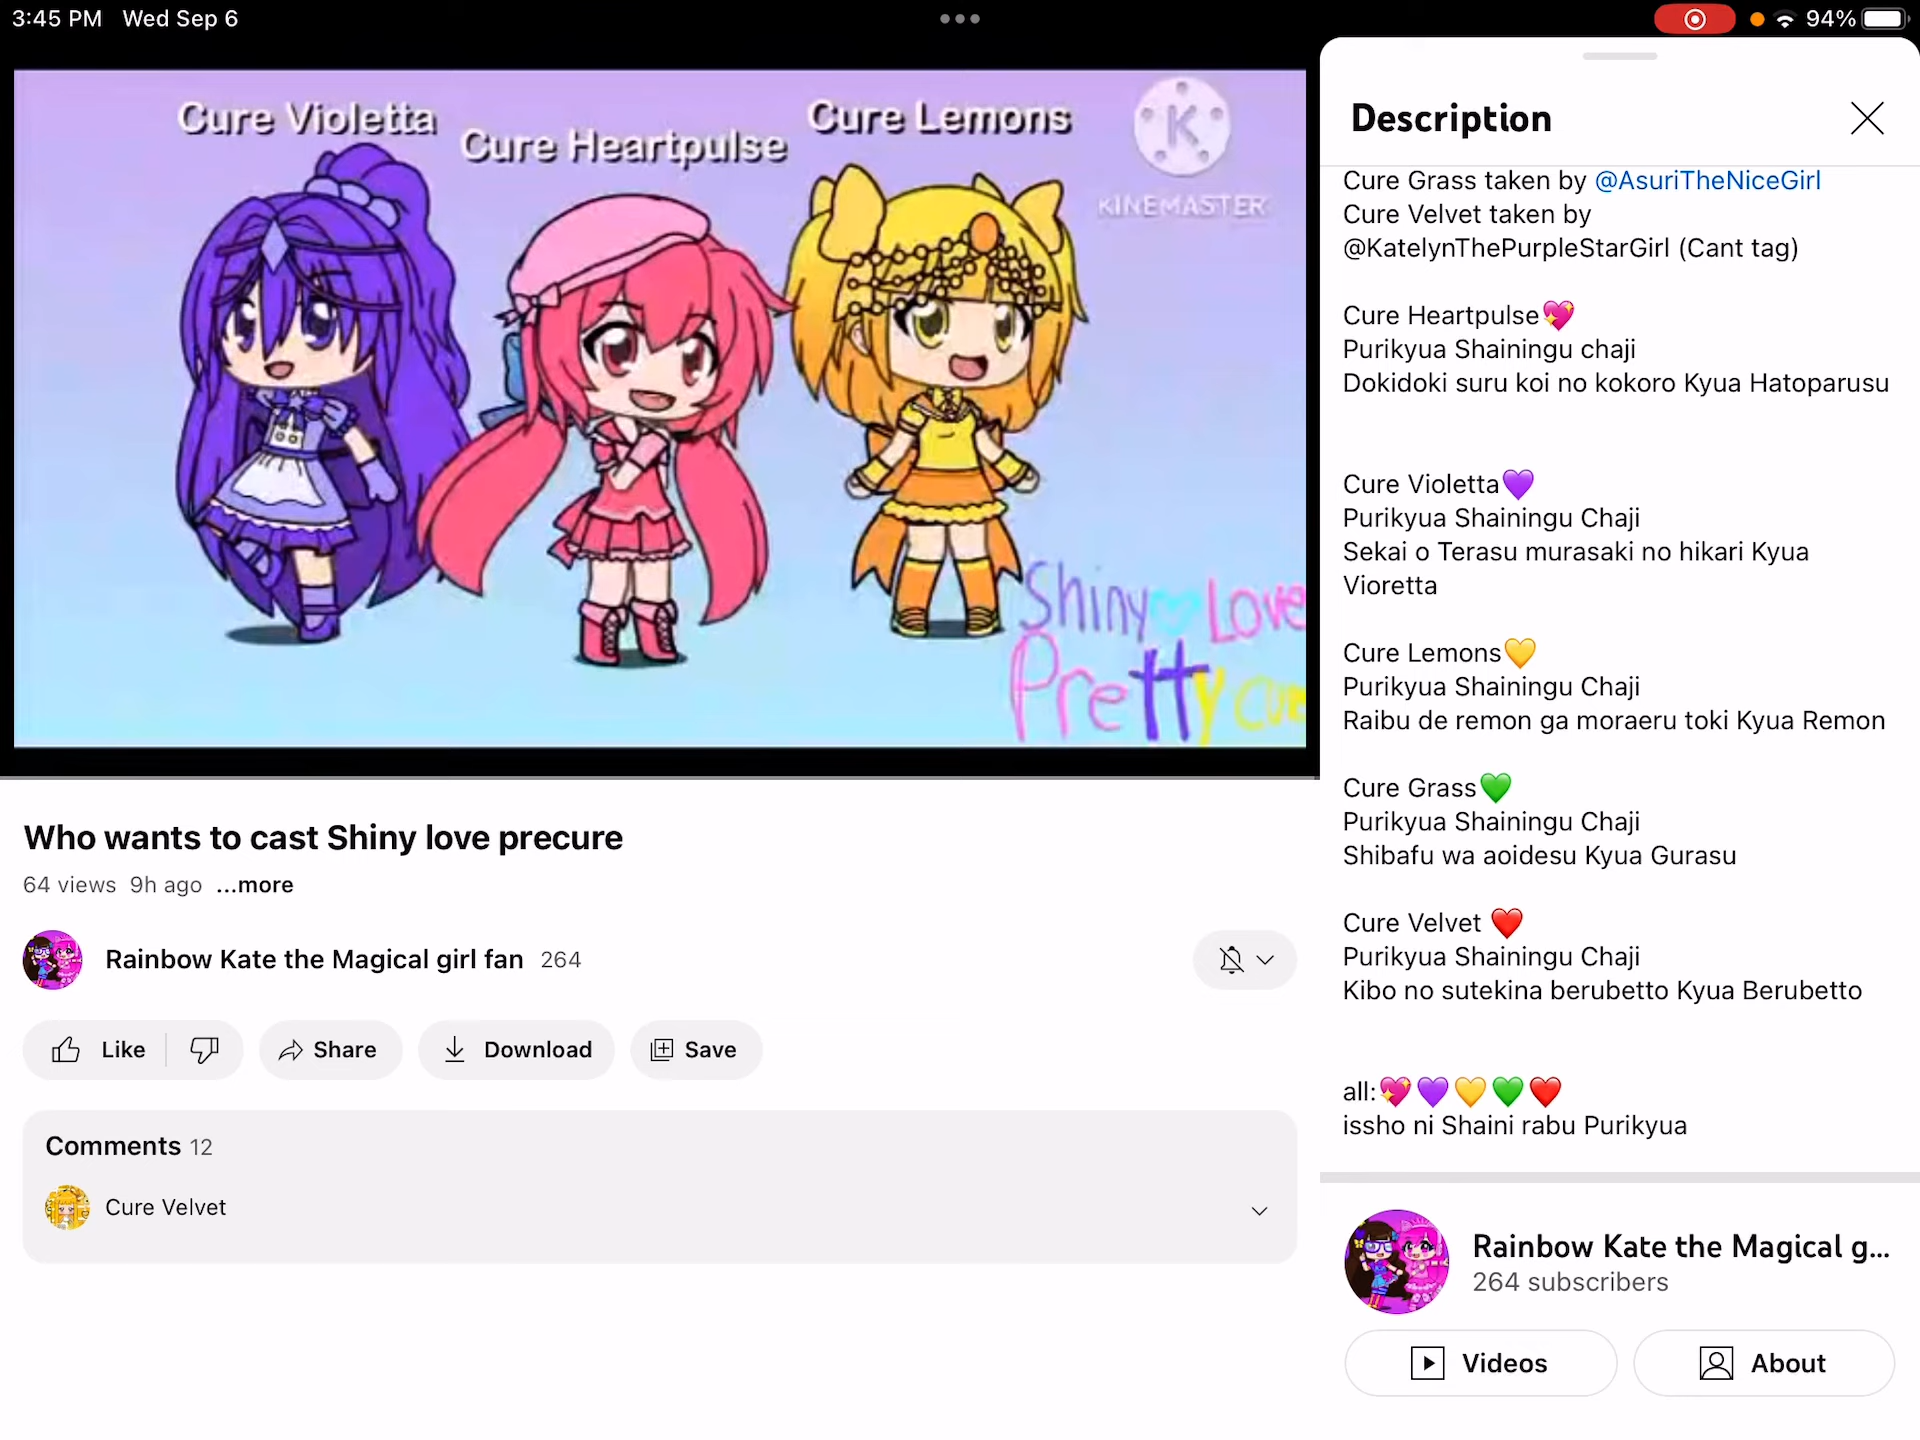 3:45 PM Wed Sep 6
94%
Cure Violetta
Cure Heartpulse
Cure Lemons
K
KINEMASTER
Shiny Love
Pretty Cure
Who wants to cast Shiny love precure
64 views 9h ago ...more
Rainbow Kate the Magical girl fan 264
Like
Share
Download
Save
Comments 12
Cure Velvet
Description
Cure Grass taken by @AsuriTheNiceGirl
Cure Velvet taken by
@KatelynThePurpleStarGirl (Cant tag)
Cure Heartpulse💖
Purikyua Shainingu chaji
Dokidoki suru koi no kokoro Kyua Hatoparusu
Cure Violetta💜
Purikyua Shainingu Chaji
Sekai o Terasu murasaki no hikari Kyua
Vioretta
Cure Lemons💛
Purikyua Shainingu Chaji
Raibu de remon ga moraeru toki Kyua Remon
Cure Grass💚
Purikyua Shainingu Chaji
Shibafu wa aoidesu Kyua Gurasu
Cure Velvet ❤️
Purikyua Shainingu Chaji
Kibo no sutekina berubetto Kyua Berubetto
all:💖💜💛💚❤️
issho ni Shaini rabu Purikyua
Rainbow Kate the Magical g...
264 subscribers
Videos
About